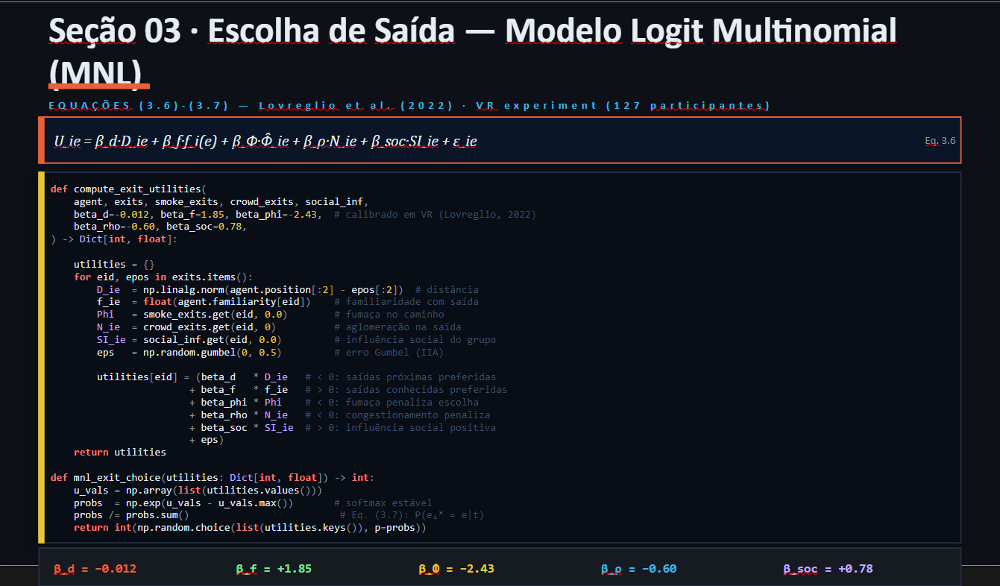 Seção 03 · Escolha de Saída — Modelo Logit Multinomial
(MNL)
EQUAÇÕES (3.6)-(3.7) — Lovreglio et al. (2022) · VR experiment (127 participantes)
U_ie = β_d·D_ie + β_f·f_i(e) + β_Φ·Φ̂_ie + β_ρ·N_ie + β_soc·SI_ie + ε_ie
Eq. 3.6
def compute_exit_utilities(
    agent, exits, smoke_exits, crowd_exits, social_inf,
    beta_d=-0.012, beta_f=1.85, beta_phi=-2.43,  # calibrado em VR (Lovreglio, 2022)
    beta_rho=-0.60, beta_soc=0.78,
) -> Dict[int, float]:
    utilities = {}
    for eid, epos in exits.items():
        D_ie  = np.linalg.norm(agent.position[:2] - epos[:2])  # distância
        f_ie  = float(agent.familiarity[eid])    # familiaridade com saída
        Phi   = smoke_exits.get(eid, 0.0)        # fumaça no caminho
        N_ie  = crowd_exits.get(eid, 0)          # aglomeração na saída
        SI_ie = social_inf.get(eid, 0.0)         # influência social do grupo
        eps   = np.random.gumbel(0, 0.5)         # erro Gumbel (IIA)
        utilities[eid] = (beta_d   * D_ie   # < 0: saídas próximas preferidas
                        + beta_f   * f_ie   # > 0: saídas conhecidas preferidas
                        + beta_phi * Phi    # < 0: fumaça penaliza escolha
                        + beta_rho * N_ie   # < 0: congestionamento penaliza
                        + beta_soc * SI_ie  # > 0: influência social positiva
                        + eps)
    return utilities
def mnl_exit_choice(utilities: Dict[int, float]) -> int:
    u_vals = np.array(list(utilities.values()))
    probs  = np.exp(u_vals - u_vals.max())       # softmax estável
    probs /= probs.sum()                          # Eq. (3.7): P(eᵢ* = e|t)
    return int(np.random.choice(list(utilities.keys()), p=probs))
β_d = −0.012
β_f = +1.85
β_Φ = −2.43
β_ρ = −0.60
β_soc = +0.78